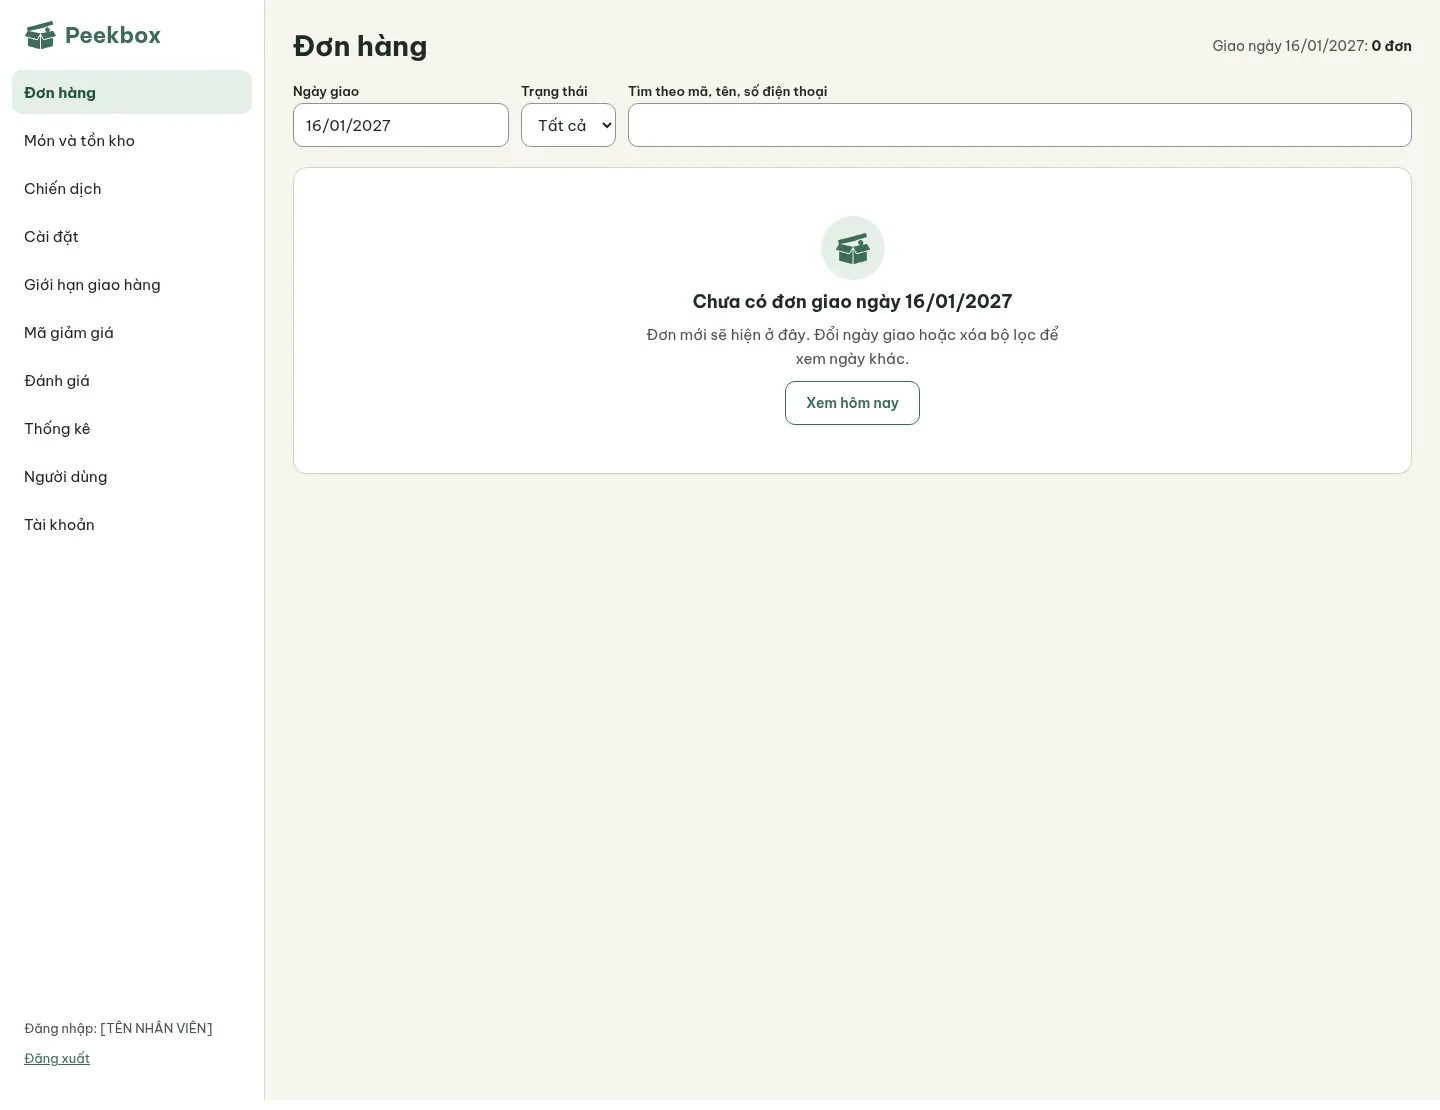 Peekbox
Đơn hàng
Món và tồn kho
Chiến dịch
Cài đặt
Giới hạn giao hàng
Mã giảm giá
Đánh giá
Thống kê
Người dùng
Tài khoản
Đăng nhập: [TÊN NHÂN VIÊN]
Đăng xuất
Đơn hàng
Giao ngày 16/01/2027: 0 đơn
Ngày giao
Trạng thái
Tìm theo mã, tên, số điện thoại
16/01/2027
Tất cả
Chưa có đơn giao ngày 16/01/2027
Đơn mới sẽ hiện ở đây. Đổi ngày giao hoặc xóa bộ lọc để
xem ngày khác.
Xem hôm nay